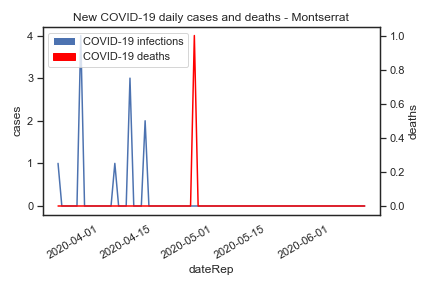 New COVID-19 daily cases and deaths - Montserrat
COVID-19 infections
COVID-19 deaths
4
3
2
1
0
cases
1.0
0.8
0.6
0.4
0.2
0.0
deaths
2020-04-01
2020-04-15
2020-05-01
2020-05-15
2020-06-01
dateRep